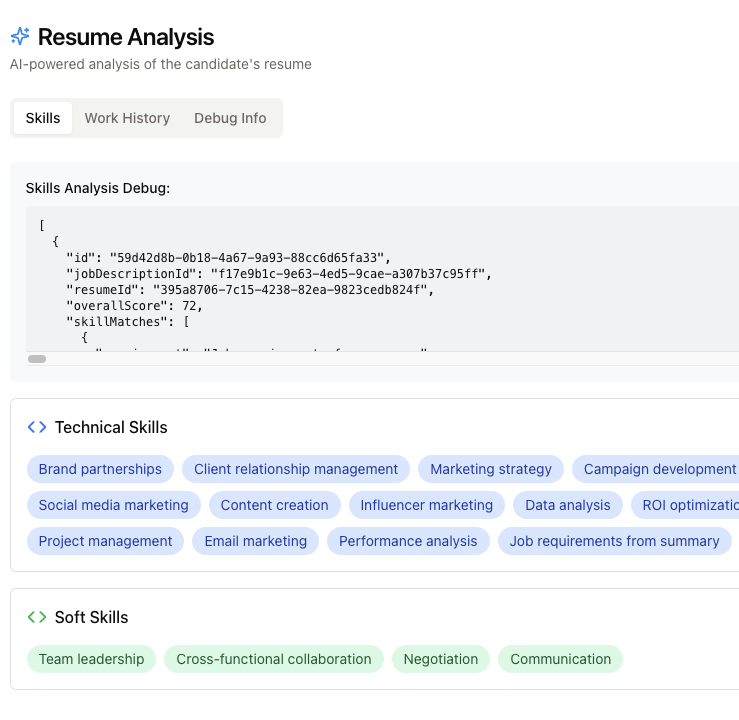 Resume Analysis
AI-powered analysis of the candidate's resume
Skills Work History Debug Info
Skills Analysis Debug:
[
{
"id": "59d42d8b-0b18-4a67-9a93-88cc6d65fa33",
"jobDescriptionId": "f17e9b1c-9e63-4ed5-9cae-a307b37c95ff",
"resumeId": "395a8706-7c15-4238-82ea-9823cedb824f",
"overallScore": 72,
"skillMatches": [
{
Technical Skills
Brand partnerships Client relationship management Marketing strategy Campaign development
Social media marketing Content creation Influencer marketing Data analysis ROI
Project management Email marketing Performance analysis Job requirements from summary
Soft Skills
Team leadership Cross-functional collaboration Negotiation Communication